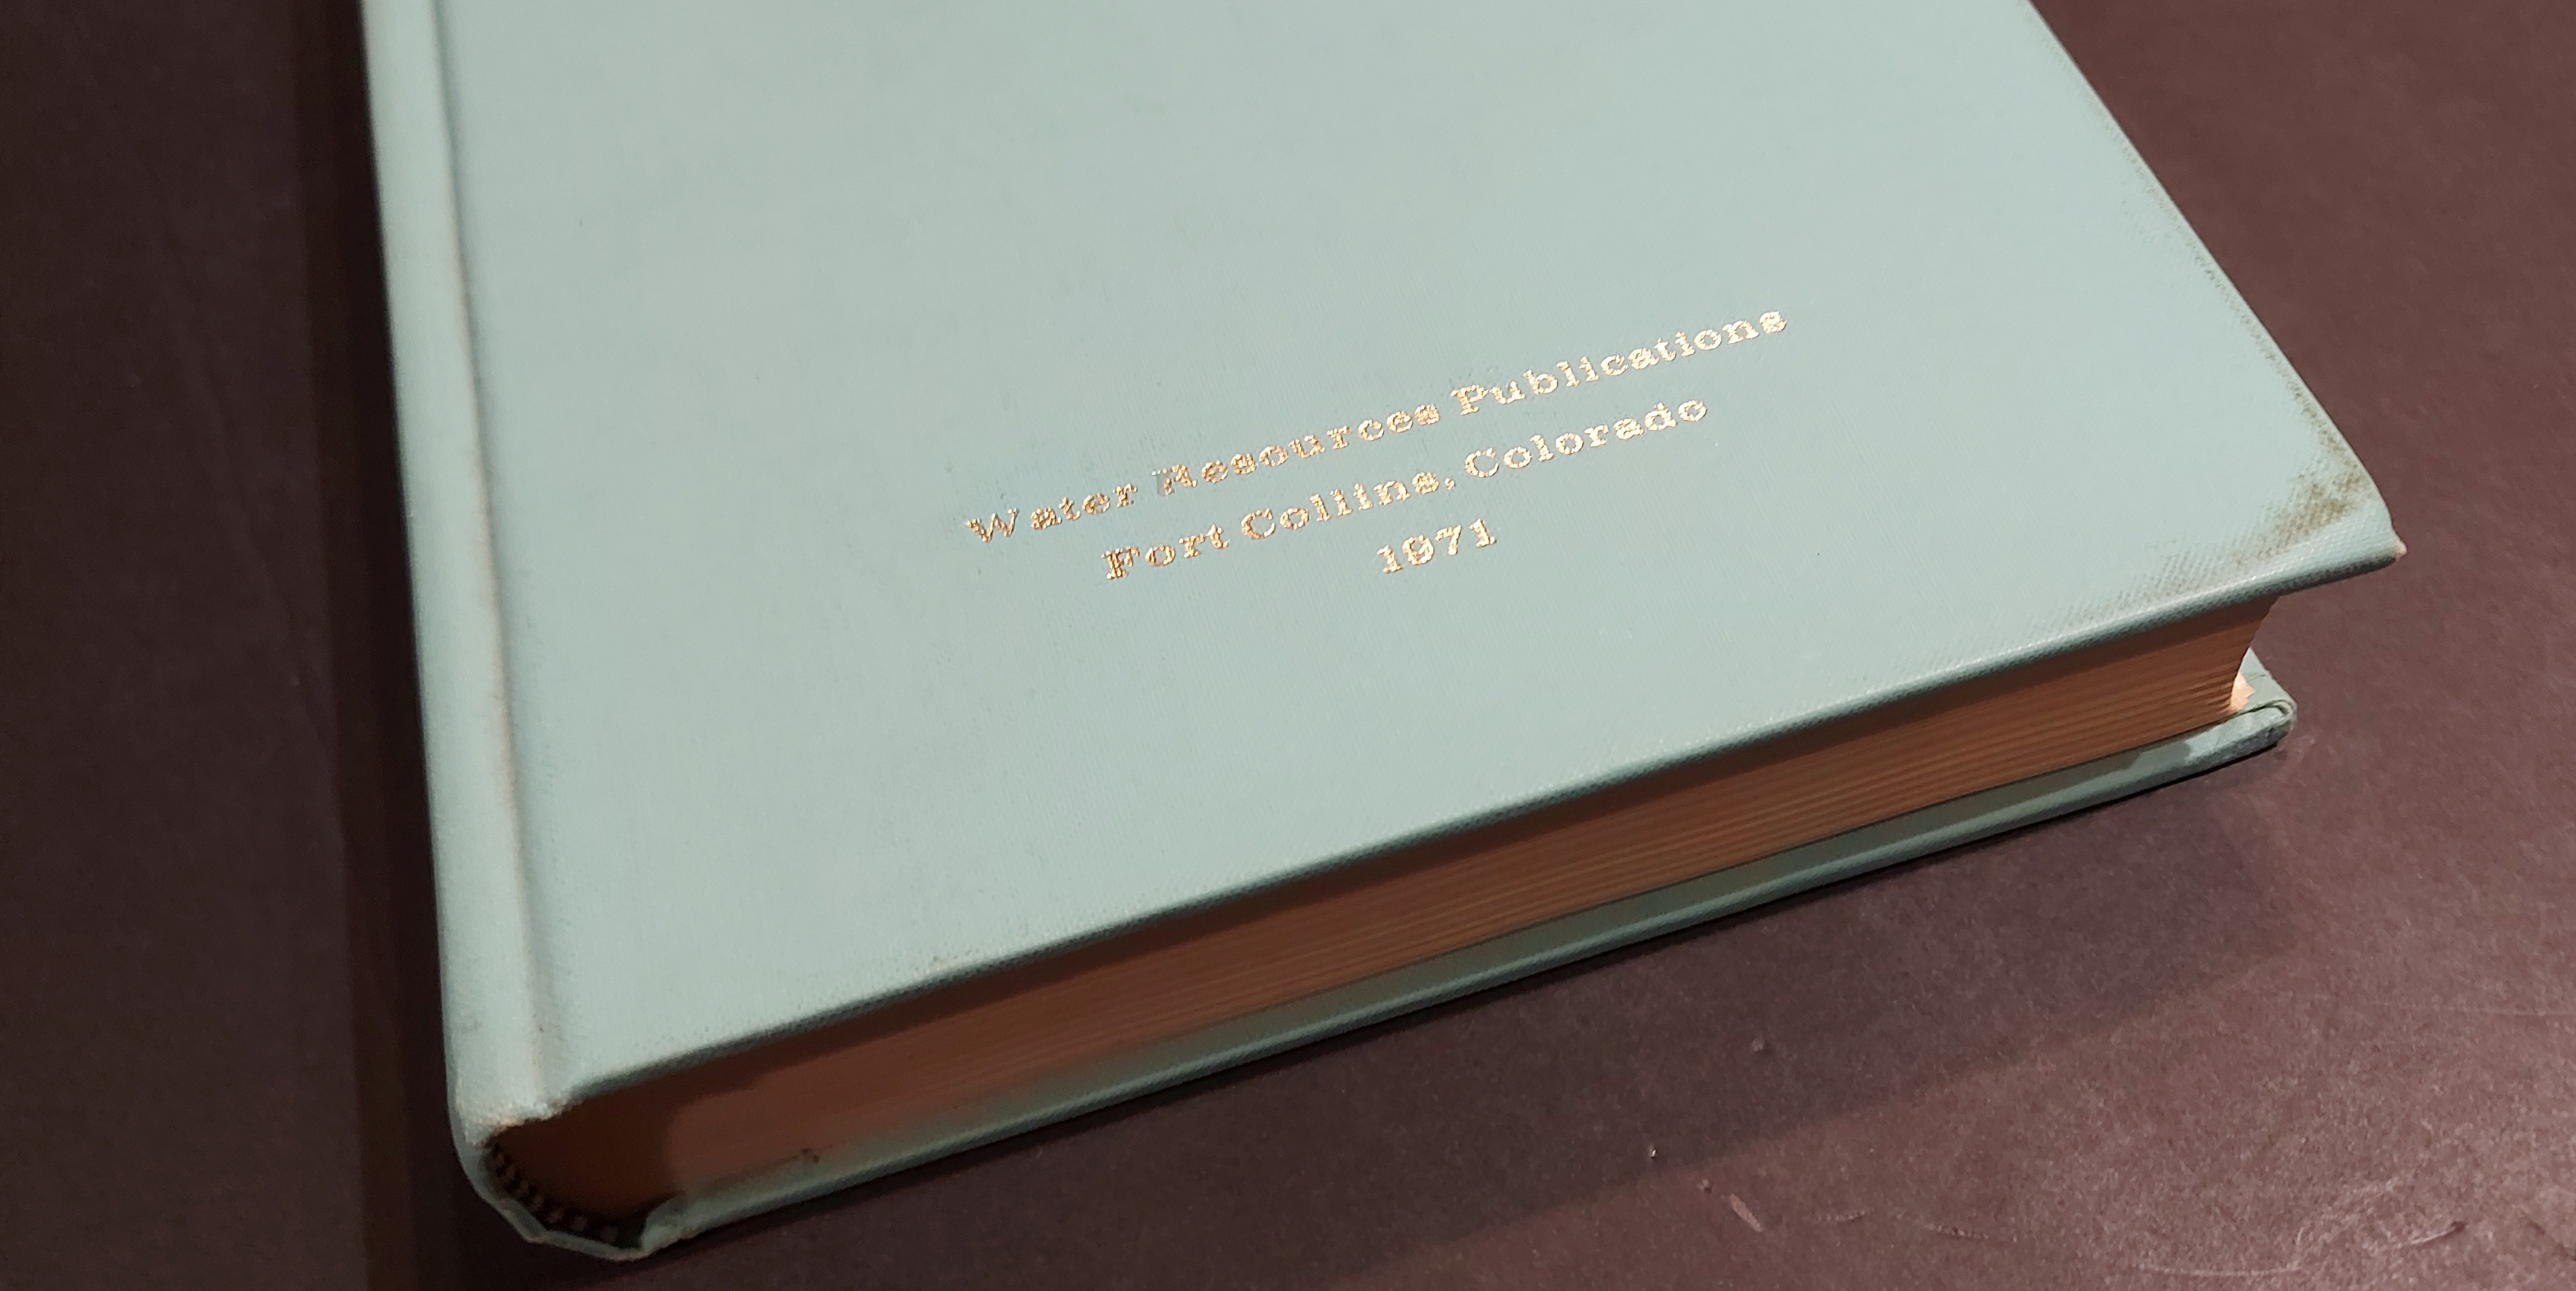 Water Resources Publications
Fort Collins, Colorado
1971